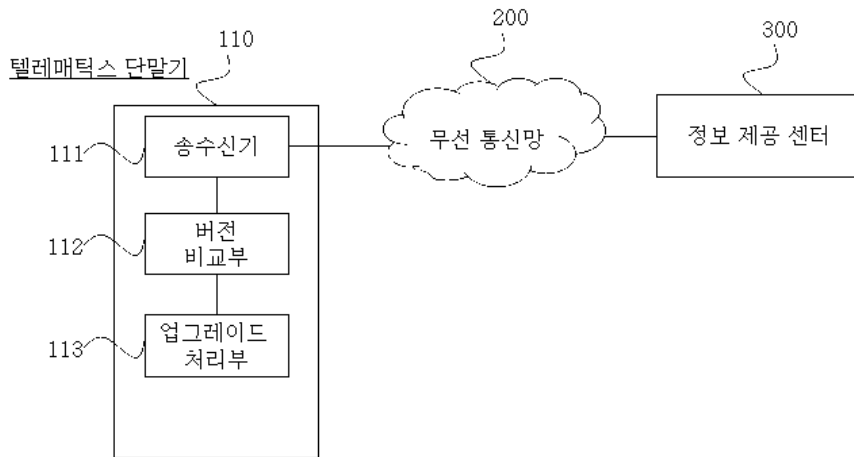 텔레매틱스 단말기
110
200
300
111
송수신기
무선 통신망
정보 제공 센터
112
버전
비교부
113
업그레이드
처리부